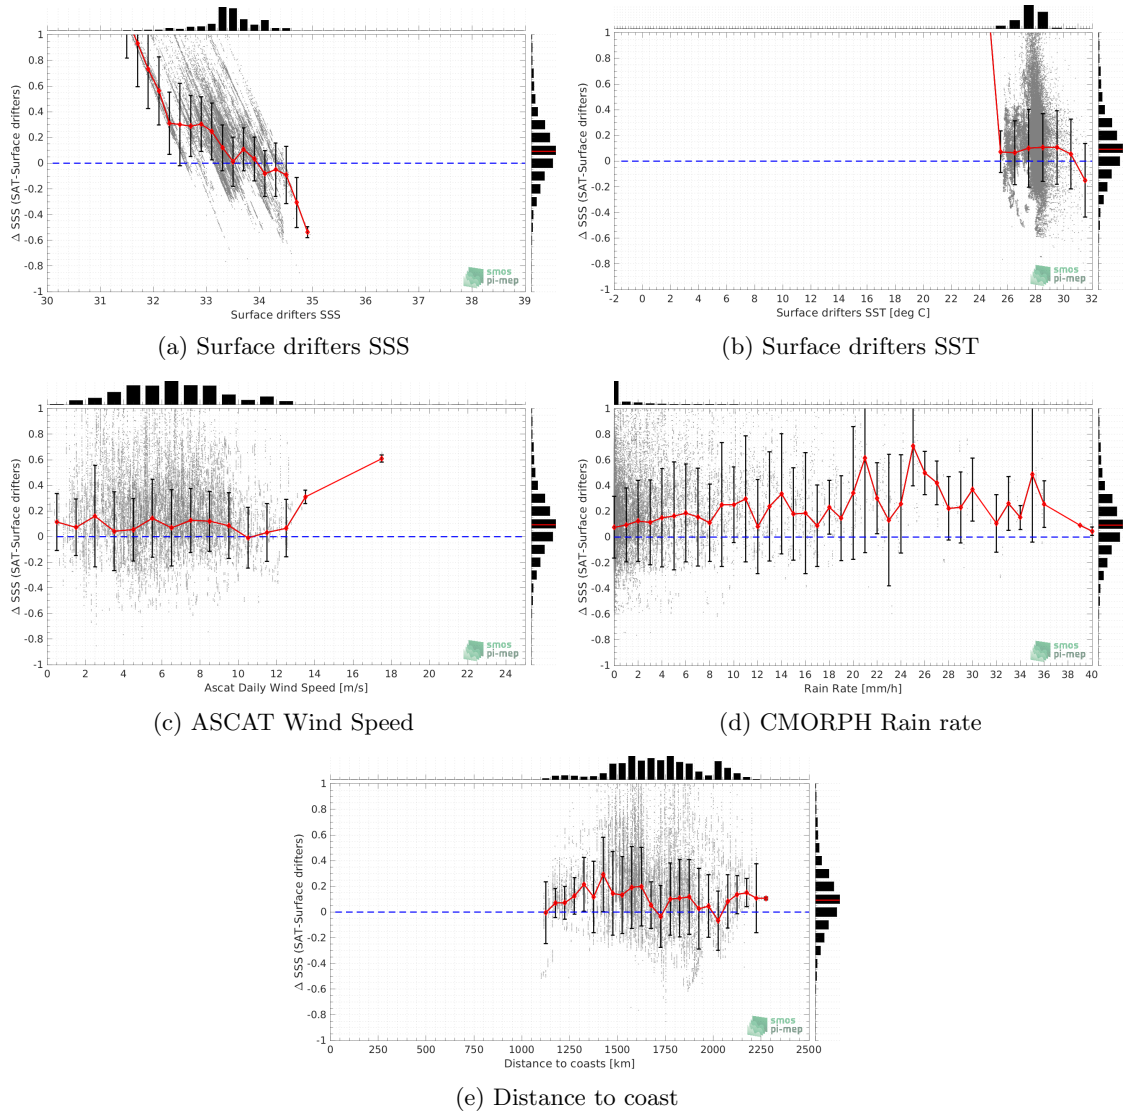 1
0.8
0.6
0.4
0.2
0
-0.2
-0.4
-0.6
-0.8
-1
Δ SSS (SAT-Surface drifters)
30 31 32 33 34 35 36 37 38 39
Surface drifters SSS
smos
pi-mep
(a) Surface drifters SSS
1
0.8
0.6
0.4
0.2
0
-0.2
-0.4
-0.6
-0.8
-1
Δ SSS (SAT-Surface drifters)
-2 0 2 4 6 8 10 12 14 16 18 20 22 24 26 28 30 32
Surface drifters SST [deg C]
smos
pi-mep
(b) Surface drifters SST
1
0.8
0.6
0.4
0.2
0
-0.2
-0.4
-0.6
-0.8
-1
Δ SSS (SAT-Surface drifters)
0 2 4 6 8 10 12 14 16 18 20 22 24
Ascat Daily Wind Speed [m/s]
smos
pi-mep
(c) ASCAT Wind Speed
1
0.8
0.6
0.4
0.2
0
-0.2
-0.4
-0.6
-0.8
-1
Δ SSS (SAT-Surface drifters)
0 2 4 6 8 10 12 14 16 18 20 22 24 26 28 30 32 34 36 38 40
Rain Rate [mm/h]
smos
pi-mep
(d) CMORPH Rain rate
1
0.8
0.6
0.4
0.2
0
-0.2
-0.4
-0.6
-0.8
-1
Δ SSS (SAT-Surface drifters)
0 250 500 750 1000 1250 1500 1750 2000 2250 2500
Distance to coasts [km]
smos
pi-mep
(e) Distance to coast